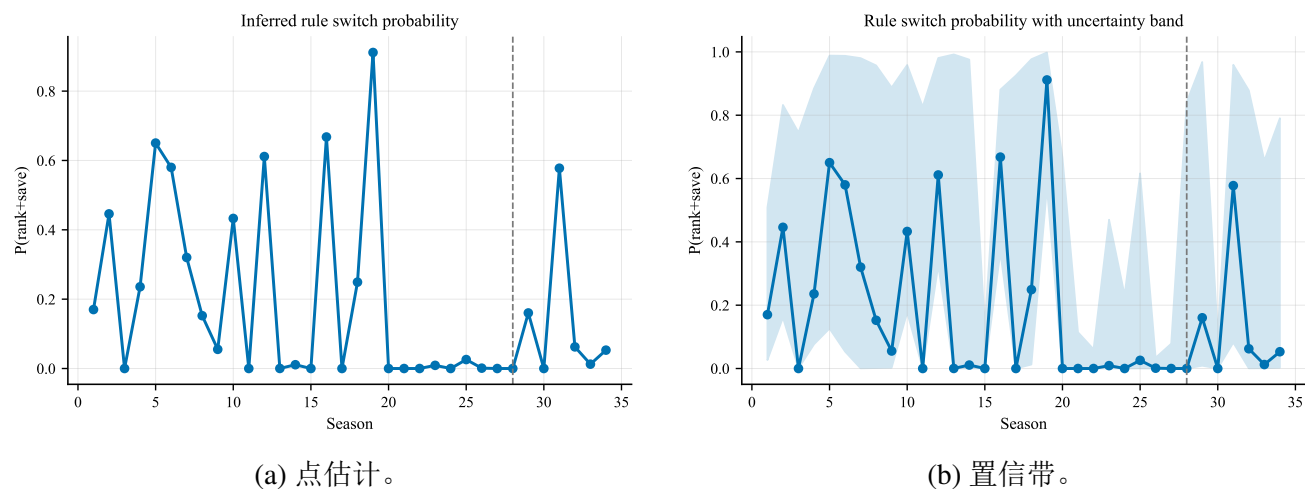 Inferred rule switch probability
P(rank+save)
0.8
0.6
0.4
0.2
0.0
0 5 10 15 20 25 30 35
Season
(a) 点估计。
Rule switch probability with uncertainty band
P(rank+save)
1.0
0.8
0.6
0.4
0.2
0.0
0 5 10 15 20 25 30 35
Season
(b) 置信带。